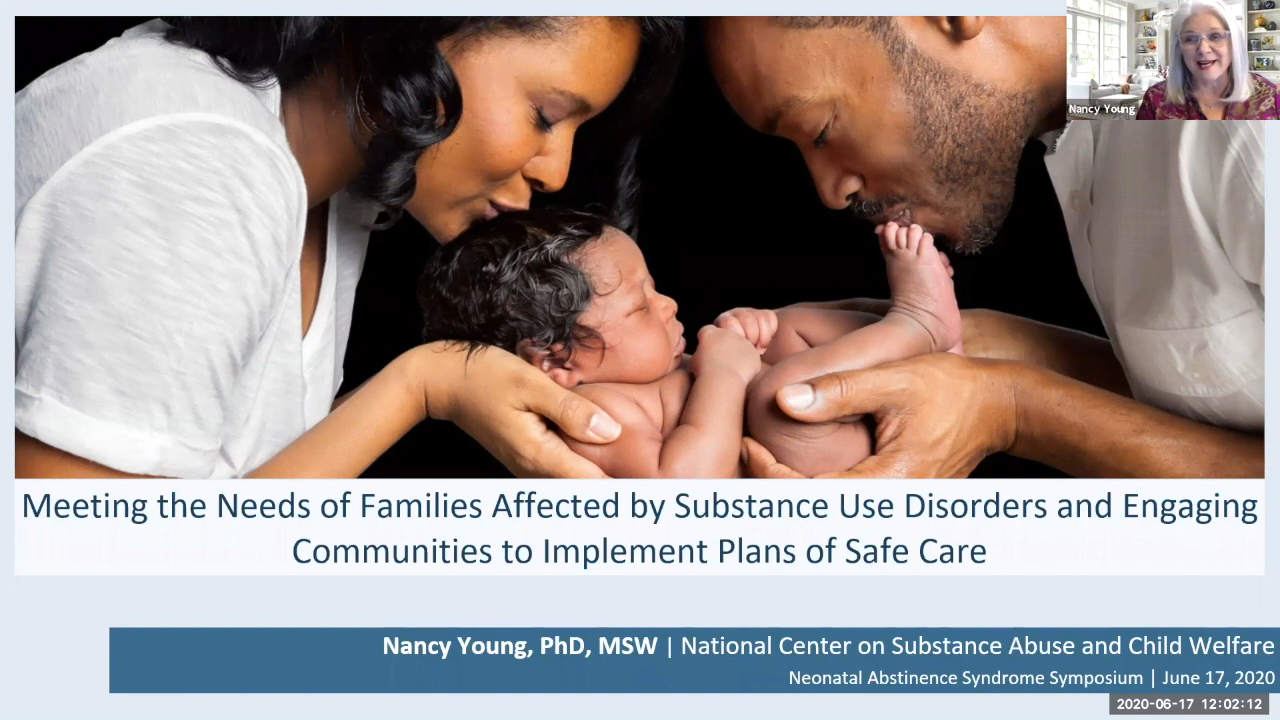 Nancy Young
Meeting the Needs of Families Affected by Substance Use Disorders and Engaging
Communities to Implement Plans of Safe Care
Nancy Young, PhD, MSW | National Center on Substance Abuse and Child Welfare
Neonatal Abstinence Syndrome Symposium | June 17, 2020
2020-06-17 12:02:12